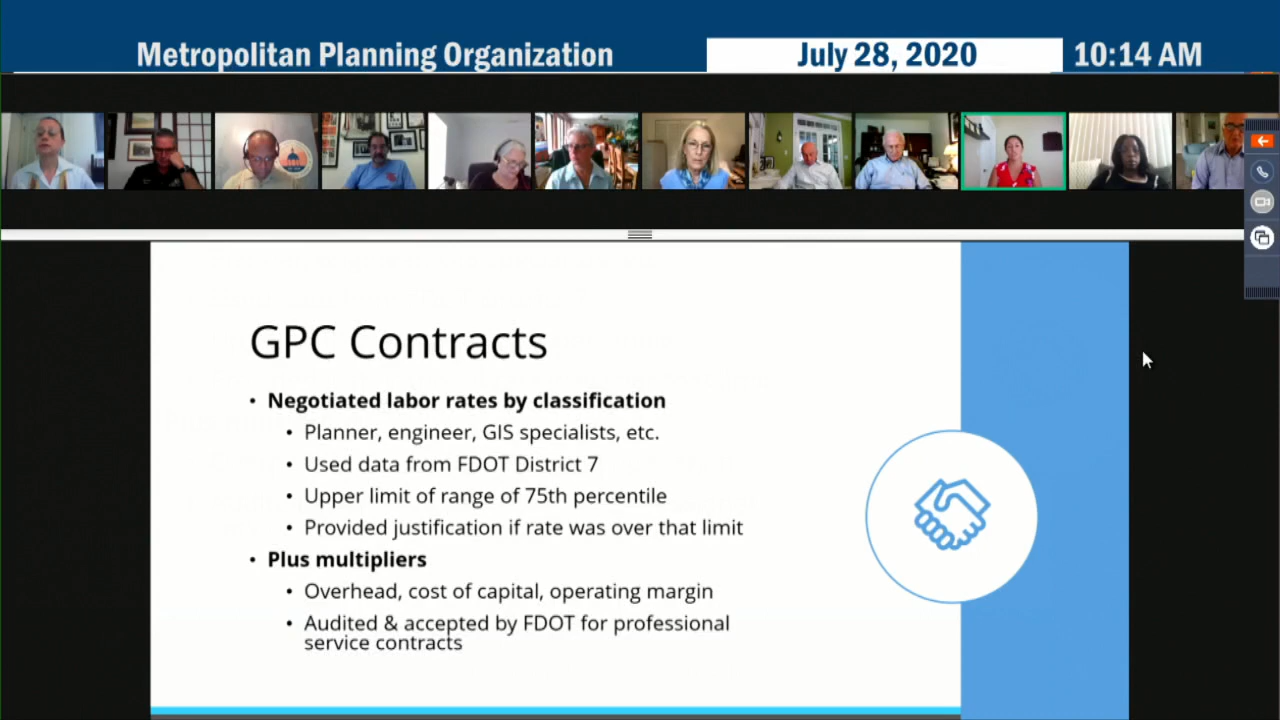 Metropolitan Planning Organization
July 28, 2020
10:14 AM
GPC Contracts
• Negotiated labor rates by classification
• Planner, engineer, GIS specialists, etc.
• Used data from FDOT District 7
• Upper limit of range of 75th percentile
• Provided justification if rate was over that limit
• Plus multipliers
• Overhead, cost of capital, operating margin
• Audited & accepted by FDOT for professional
service contracts